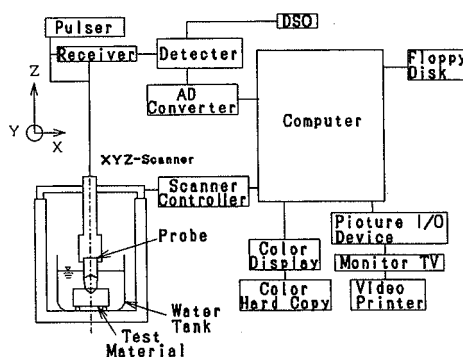 Pulser
Receiver
Detecter
DSO
AD
Converter
Computer
Floppy
Disk
Z
Y
X
XYZ-Scanner
Scanner
Controller
Probe
Color
Display
Color
Hard Copy
Picture I/O
Device
Monitor TV
Video
Printer
Water
Tank
Test
Material